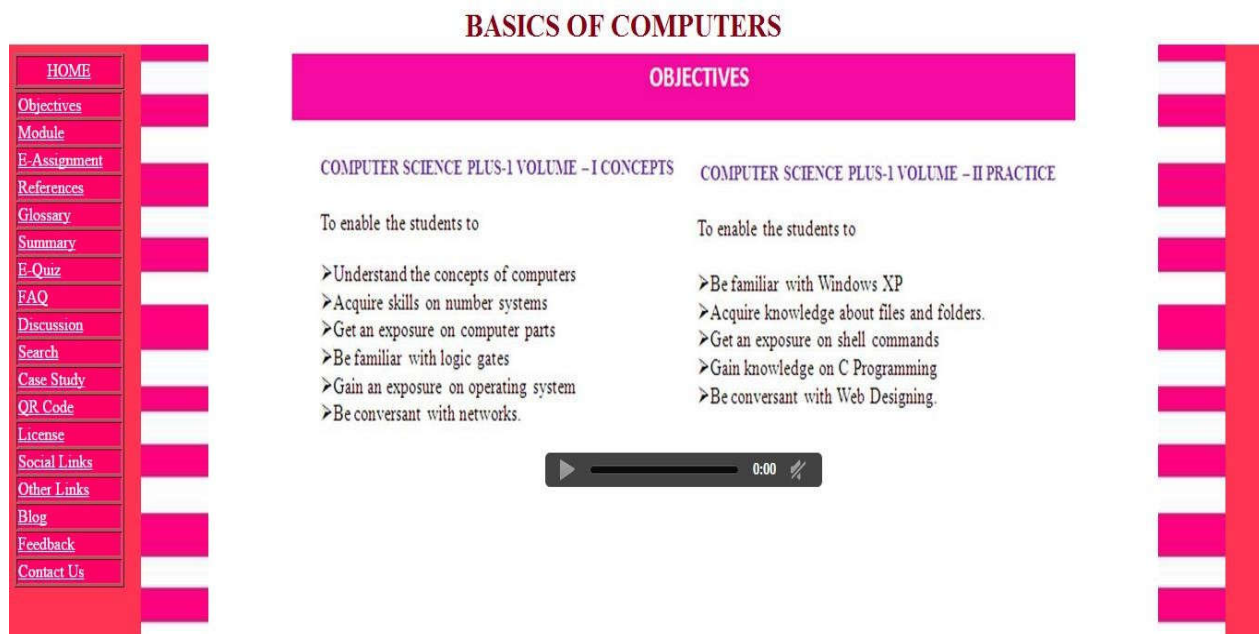 BASICS OF COMPUTERS
HOME
Objectives
Module
E-Assignment
References
Glossary
Summary
E-Quiz
FAQ
Discussion
Search
Case Study
QR Code
License
Social Links
Other Links
Blog
Feedback
Contact Us
OBJECTIVES
COMPUTER SCIENCE PLUS-1 VOLUME – I CONCEPTS
To enable the students to
➢Understand the concepts of computers
➢Acquire skills on number systems
➢Get an exposure on computer parts
➢Be familiar with logic gates
➢Gain an exposure on operating system
➢Be conversant with networks.
COMPUTER SCIENCE PLUS-1 VOLUME – II PRACTICE
To enable the students to
➢Be familiar with Windows XP
➢Acquire knowledge about files and folders.
➢Get an exposure on shell commands
➢Gain knowledge on C Programming
➢Be conversant with Web Designing.
0:00